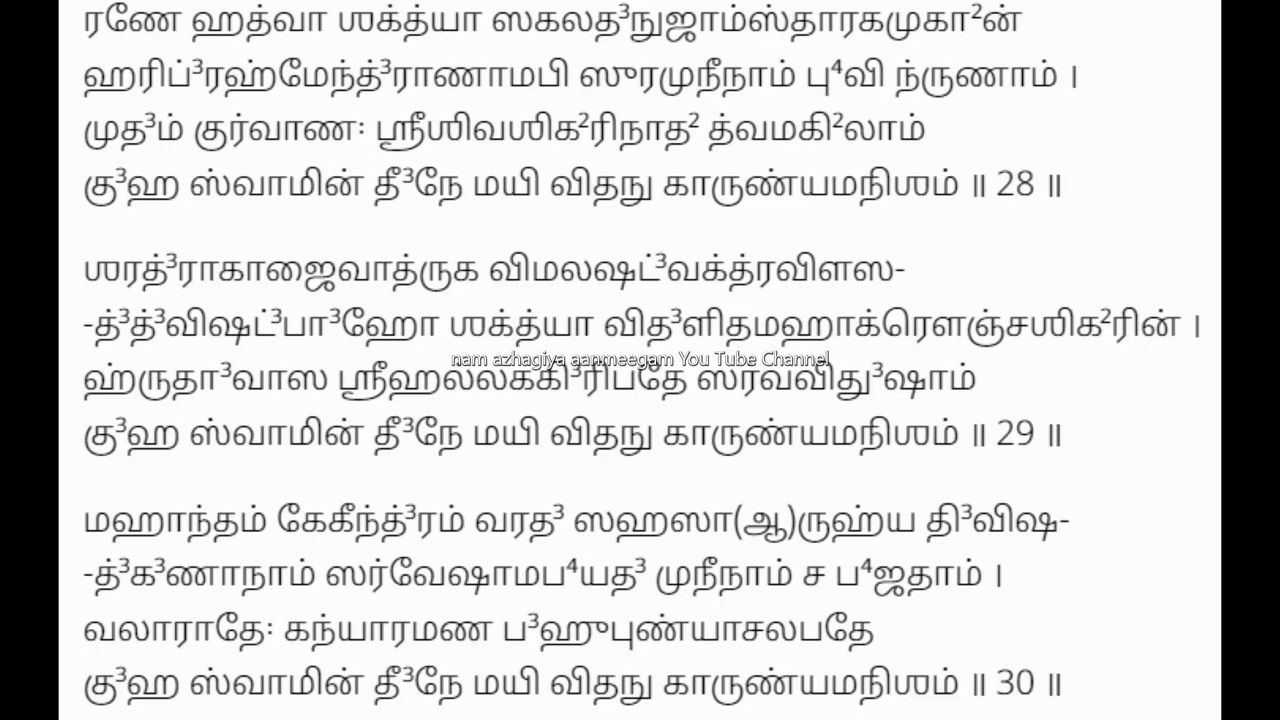 ரணே ஹத்வா ஶக்த்யா ஸகலத³நுஜாம்ஸ்தாரகமுகா²ன்
ஹரிப்³ரஹ்மேந்த்³ராணாமபி ஸுரமுநீநாம் பு⁴வி ந்ருணாம் ।
முத³ம் குர்வாண꞉ ஶ்ரீஶிவஶிக²ரிநாத² த்வமகி²லாம்
கு³ஹ ஸ்வாமின் தீ³நே மயி விதநு காருண்யமநிஶம் ॥ 28 ॥
ஶரத்³ராகாஜைவாத்ருக விமலஷட்³வக்த்ரவிளஸ-
-த்³த்³விஷட்³பா³ஹோ ஶக்த்யா வித³ளிதமஹாக்ரௌஞ்சஶிக²ரின் ।
nam azhagiya aanmeegam You Tube Channel
ஹ்ருதா³வாஸ ஶ்ரீஹல்லககி³ரிபதே ஸர்வவிது³ஷாம்
கு³ஹ ஸ்வாமின் தீ³நே மயி விதநு காருண்யமநிஶம் ॥ 29 ॥
மஹாந்தம் கேகீந்த்³ரம் வரத³ ஸஹஸா(ஆ)ருஹ்ய தி³விஷ-
-த்³க³ணாநாம் ஸர்வேஷாமப⁴யத³ முநீநாம் ச ப⁴ஜதாம் ।
வலாராதே꞉ கந்யாரமண ப³ஹுபுண்யாசலபதே
கு³ஹ ஸ்வாமின் தீ³நே மயி விதநு காருண்யமநிஶம் ॥ 30 ॥